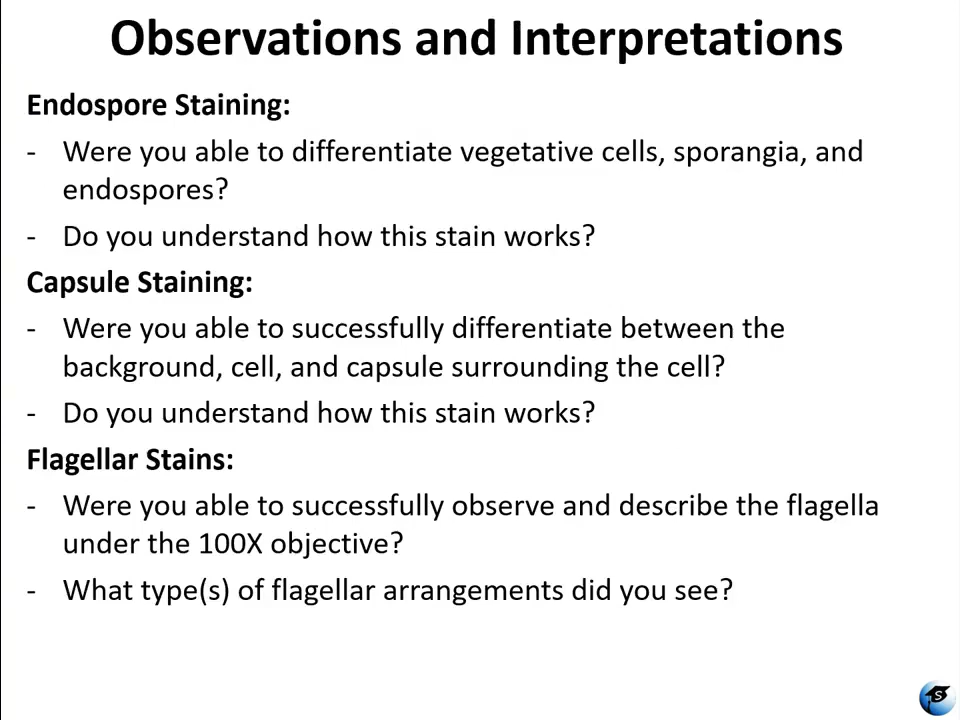 Observations and Interpretations
Endospore Staining:
- Were you able to differentiate vegetative cells, sporangia, and
endospores?
- Do you understand how this stain works?
Capsule Staining:
- Were you able to successfully differentiate between the
background, cell, and capsule surrounding the cell?
- Do you understand how this stain works?
Flagellar Stains:
- Were you able to successfully observe and describe the flagella
under the 100X objective?
- What type(s) of flagellar arrangements did you see?
S